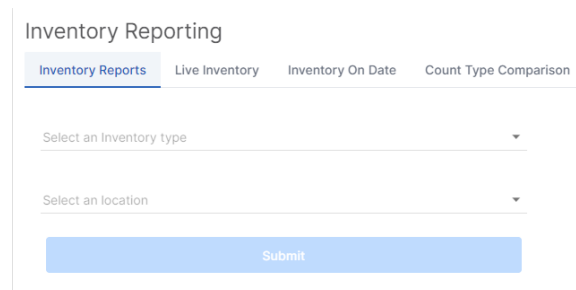 Inventory Reporting
Inventory Reports Live Inventory Inventory On Date Count Type Comparison
Select an Inventory type
Select an location
Submit